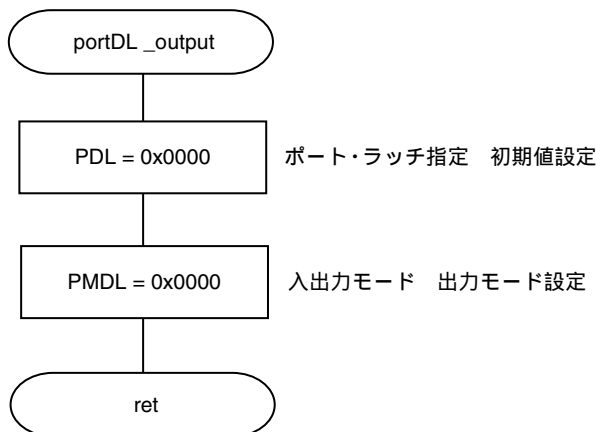 portDL _output
PDL = 0x0000 ポート・ラッチ指定 初期値設定
PMDL = 0x0000 入出力モード 出力モード設定
ret